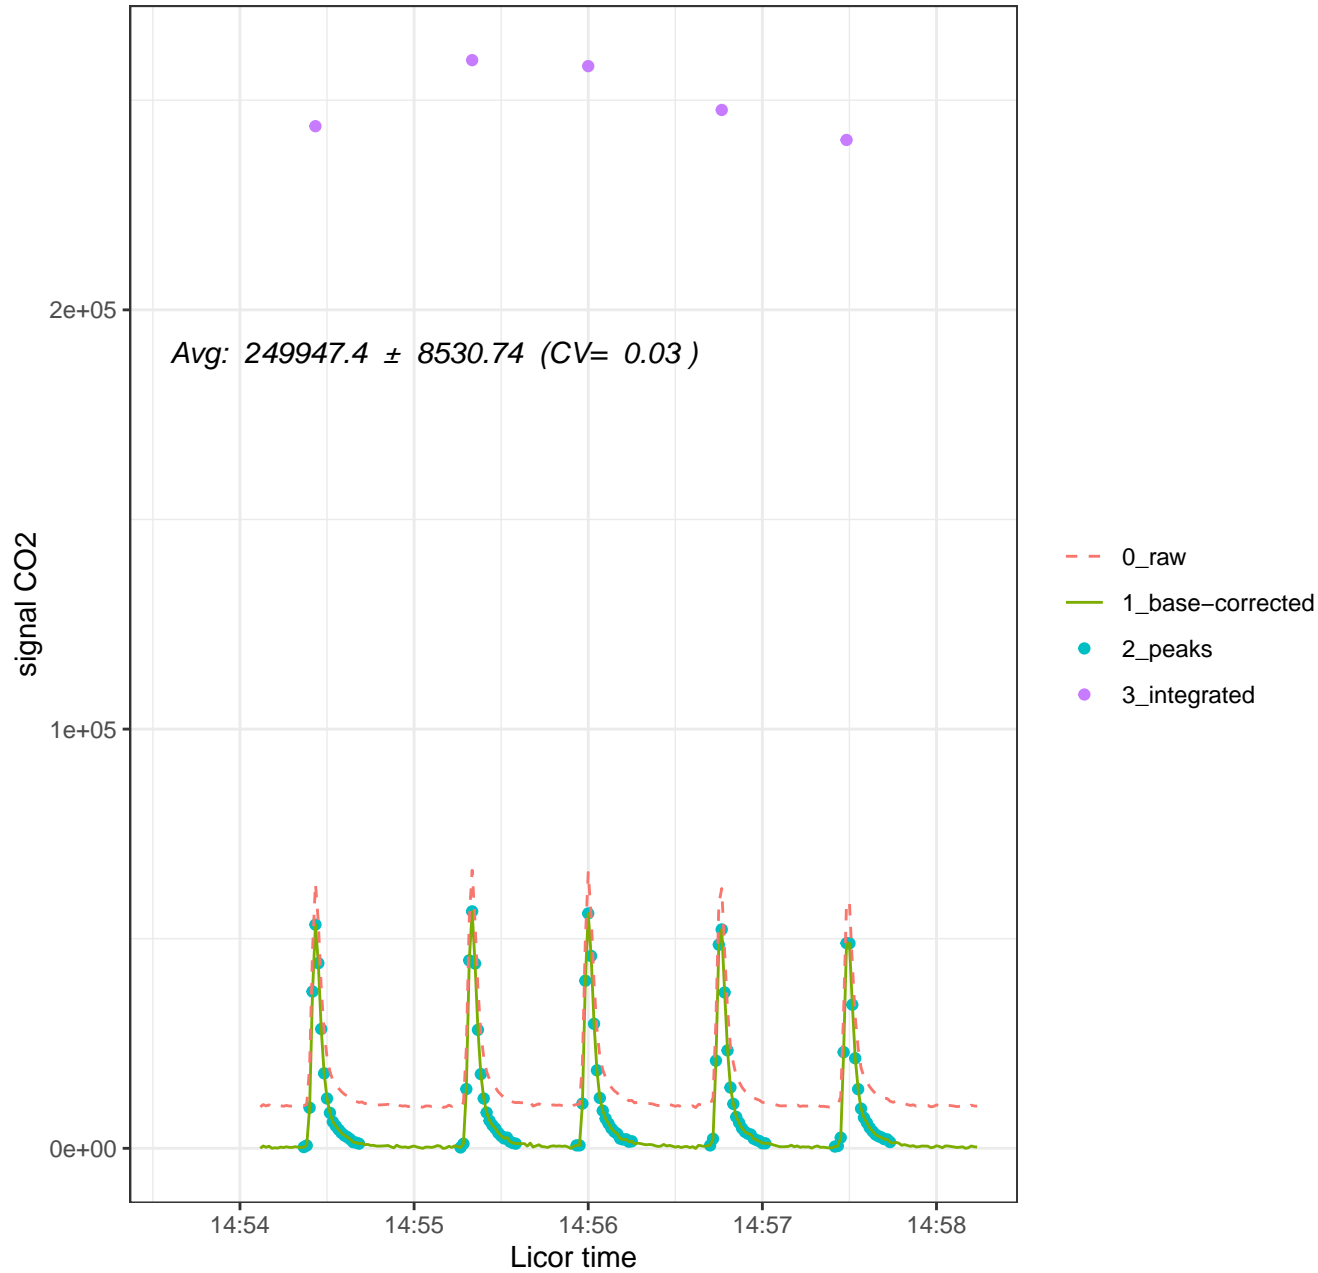 2e+05
Avg: 249947.4 ± 8530.74 (CV= 0.03 )
signal CO2
0_raw
1_base−corrected
2_peaks
3_integrated
1e+05
0e+00
14:54 14:55 14:56 14:57 14:58
Licor time